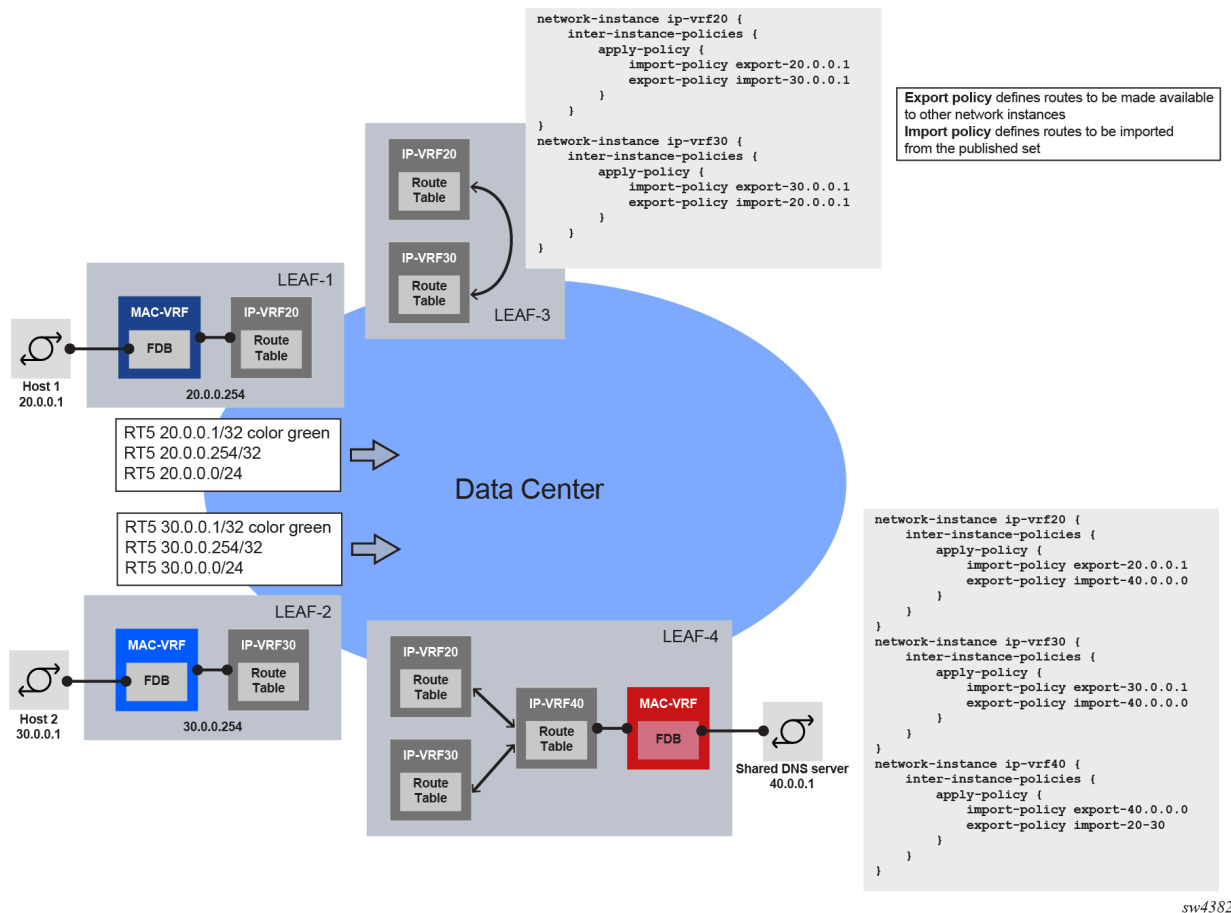 network-instance ip-vrf20 {
    inter-instance-policies {
        apply-policy {
            import-policy export-20.0.0.1
            export-policy import-30.0.0.1
        }
    }
}
network-instance ip-vrf30 {
    inter-instance-policies {
        apply-policy {
            import-policy export-30.0.0.1
            export-policy import-20.0.0.1
        }
    }
}
Export policy defines routes to be made available
to other network instances
Import policy defines routes to be imported
from the published set
IP-VRF20
Route
Table
IP-VRF30
Route
Table
LEAF-3
LEAF-1
MAC-VRF
FDB
IP-VRF20
Route
Table
20.0.0.254
Host 1
20.0.0.1
RT5 20.0.0.1/32 color green
RT5 20.0.0.254/32
RT5 20.0.0.0/24
Data Center
RT5 30.0.0.1/32 color green
RT5 30.0.0.254/32
RT5 30.0.0.0/24
LEAF-2
MAC-VRF
FDB
IP-VRF30
Route
Table
30.0.0.254
Host 2
30.0.0.1
LEAF-4
IP-VRF20
Route
Table
IP-VRF30
Route
Table
IP-VRF40
Route
Table
MAC-VRF
FDB
Shared DNS server
40.0.0.1
network-instance ip-vrf20 {
    inter-instance-policies {
        apply-policy {
            import-policy export-20.0.0.1
            export-policy import-40.0.0.0
        }
    }
}
network-instance ip-vrf30 {
    inter-instance-policies {
        apply-policy {
            import-policy export-30.0.0.1
            export-policy import-40.0.0.0
        }
    }
}
network-instance ip-vrf40 {
    inter-instance-policies {
        apply-policy {
            import-policy export-40.0.0.0
            export-policy import-20-30
        }
    }
}
sw4382